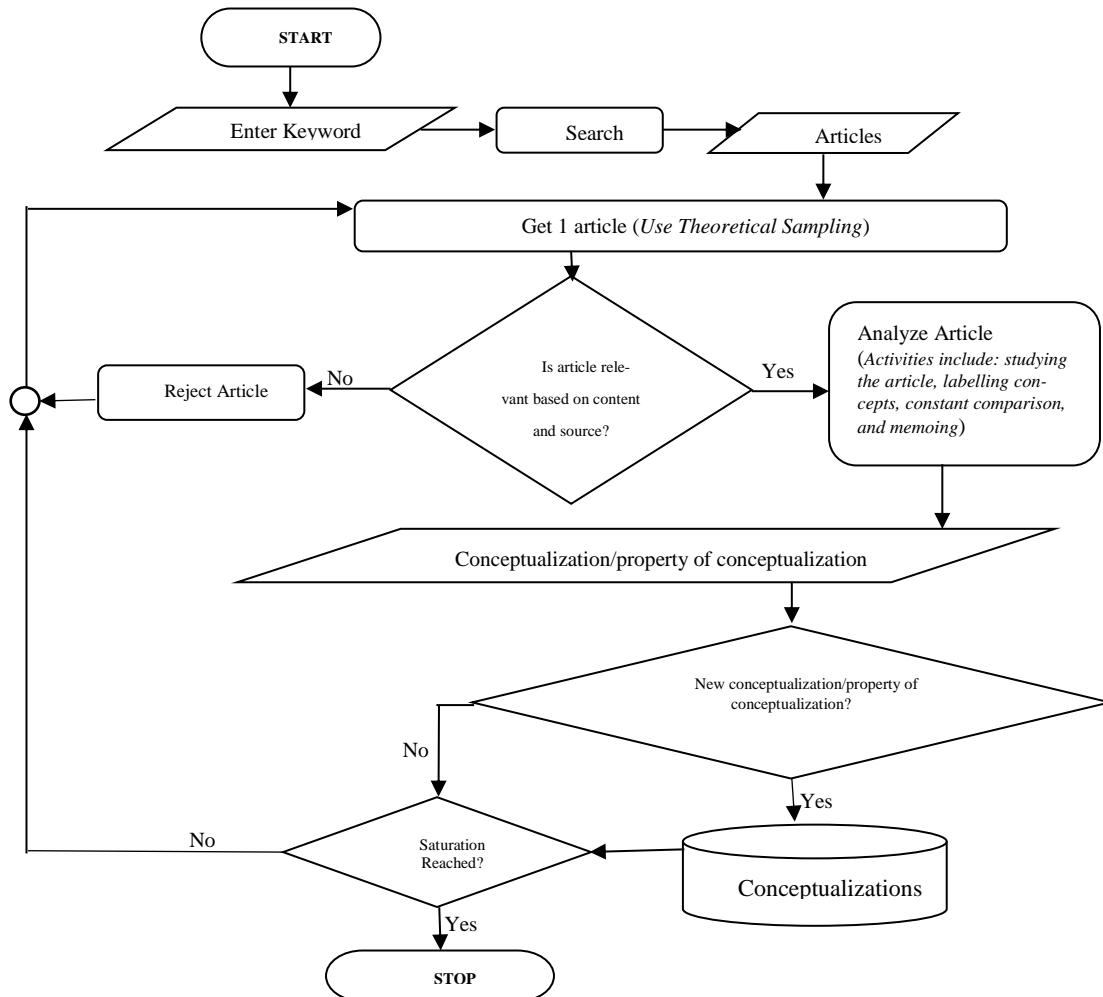 START
Enter Keyword
Search
Articles
Get 1 article (Use Theoretical Sampling)
Is article rele-
vant based on content
and source?
No
Yes
Reject Article
Analyze Article
(Activities include: studying
the article, labelling con-
cepts, constant comparison,
and memoing)
Conceptualization/property of conceptualization
New conceptualization/property of
conceptualization?
No
Yes
Conceptualizations
Saturation
Reached?
No
Yes
STOP